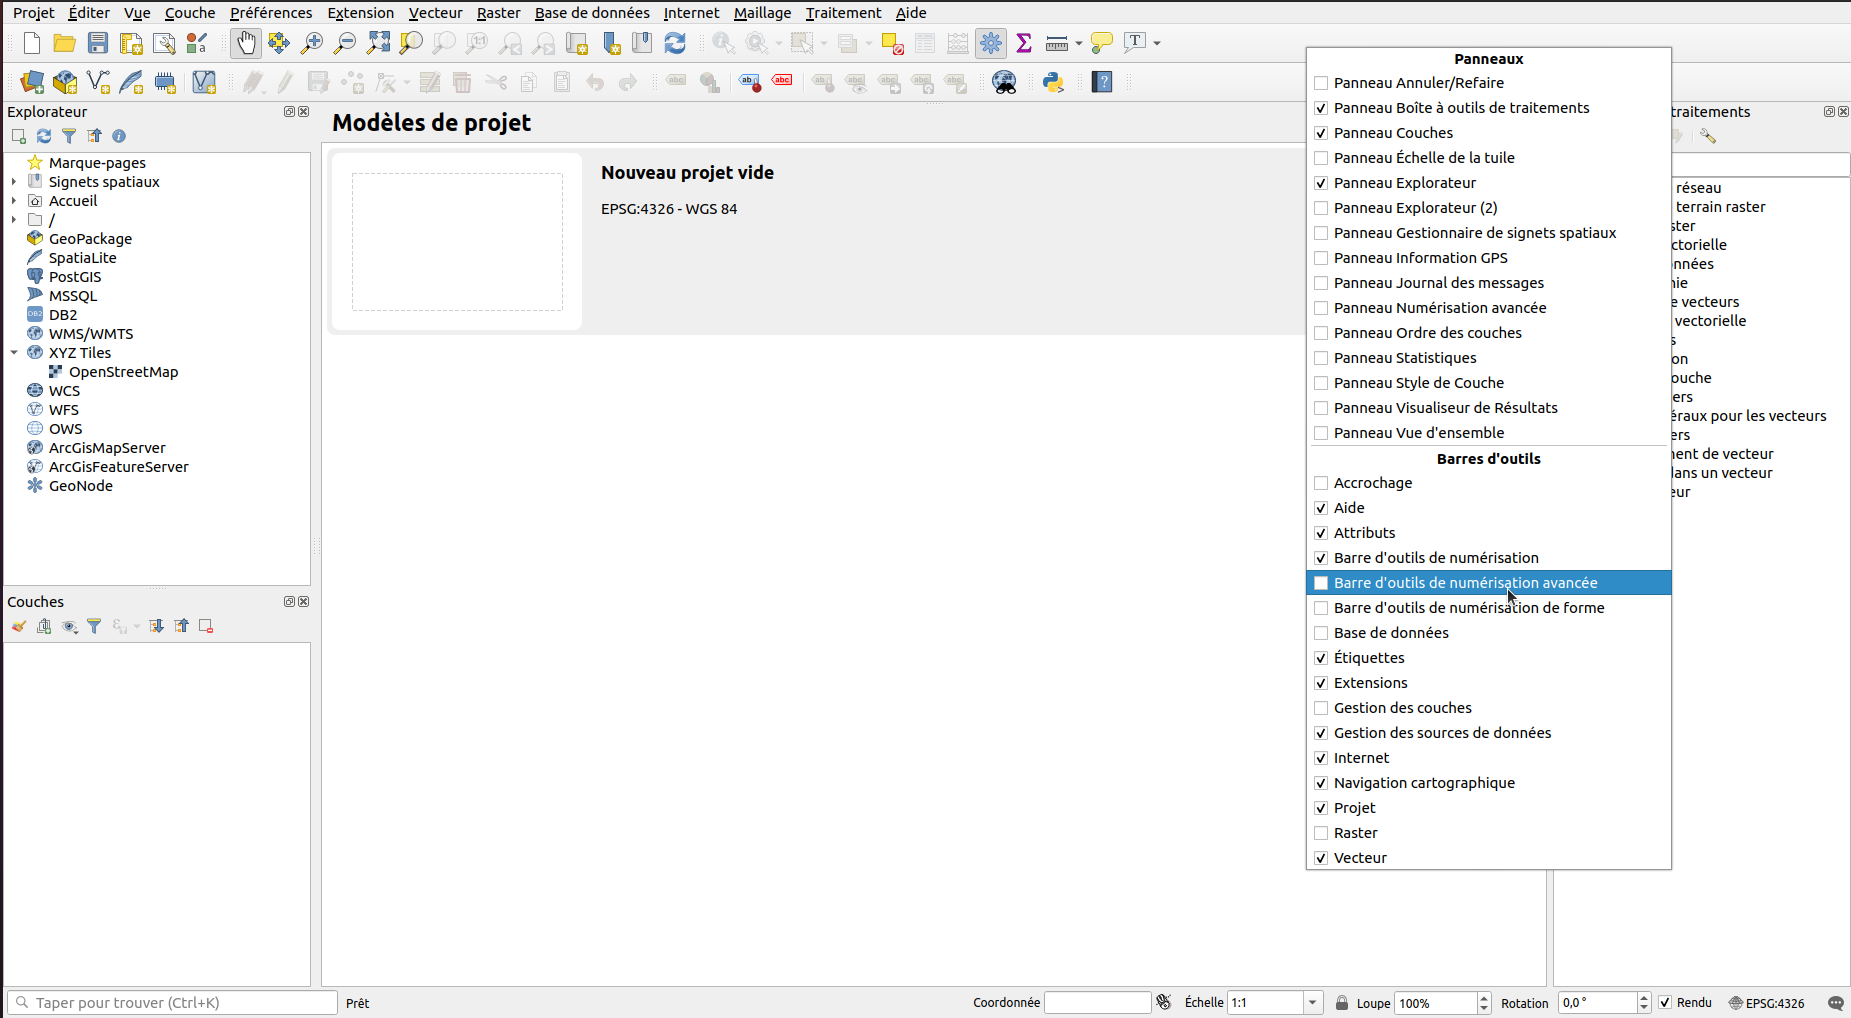 Projet Éditer Vue Couche Préférences Extension Vecteur Raster Base de données Internet Maillage Traitement Aide
Explorateur
Marque-pages
Signets spatiaux
Accueil
/
GeoPackage
SpatiaLite
PostGIS
MSSQL
DB2
WMS/WMTS
XYZ Tiles
OpenStreetMap
WCS
WFS
OWS
ArcGisMapServer
ArcGisFeatureServer
GeoNode
Couches
Modèles de projet
Nouveau projet vide
EPSG:4326 - WGS 84
Panneaux
Panneau Annuler/Refaire
Panneau Boîte à outils de traitements
Panneau Couches
Panneau Échelle de la tuile
Panneau Explorateur
Panneau Explorateur (2)
Panneau Gestionnaire de signets spatiaux
Panneau Information GPS
Panneau Journal des messages
Panneau Numérisation avancée
Panneau Ordre des couches
Panneau Statistiques
Panneau Style de Couche
Panneau Visualiseur de Résultats
Panneau Vue d'ensemble
Barres d'outils
Accrochage
Aide
Attributs
Barre d'outils de numérisation
Barre d'outils de numérisation avancée
Barre d'outils de numérisation de forme
Base de données
Étiquettes
Extensions
Gestion des couches
Gestion des sources de données
Internet
Navigation cartographique
Projet
Raster
Vecteur
traitements
réseau
terrain raster
ster
ctorielle
nnées
nie
e vecteurs
vectorielle
s
on
ouche
ers
éraux pour les vecteurs
ers
nent de vecteur
dans un vecteur
eur
Taper pour trouver (Ctrl+K) Prêt Coordonnée Échelle 1:1 Loupe 100% Rotation 0,0 ° Rendu EPSG:4326